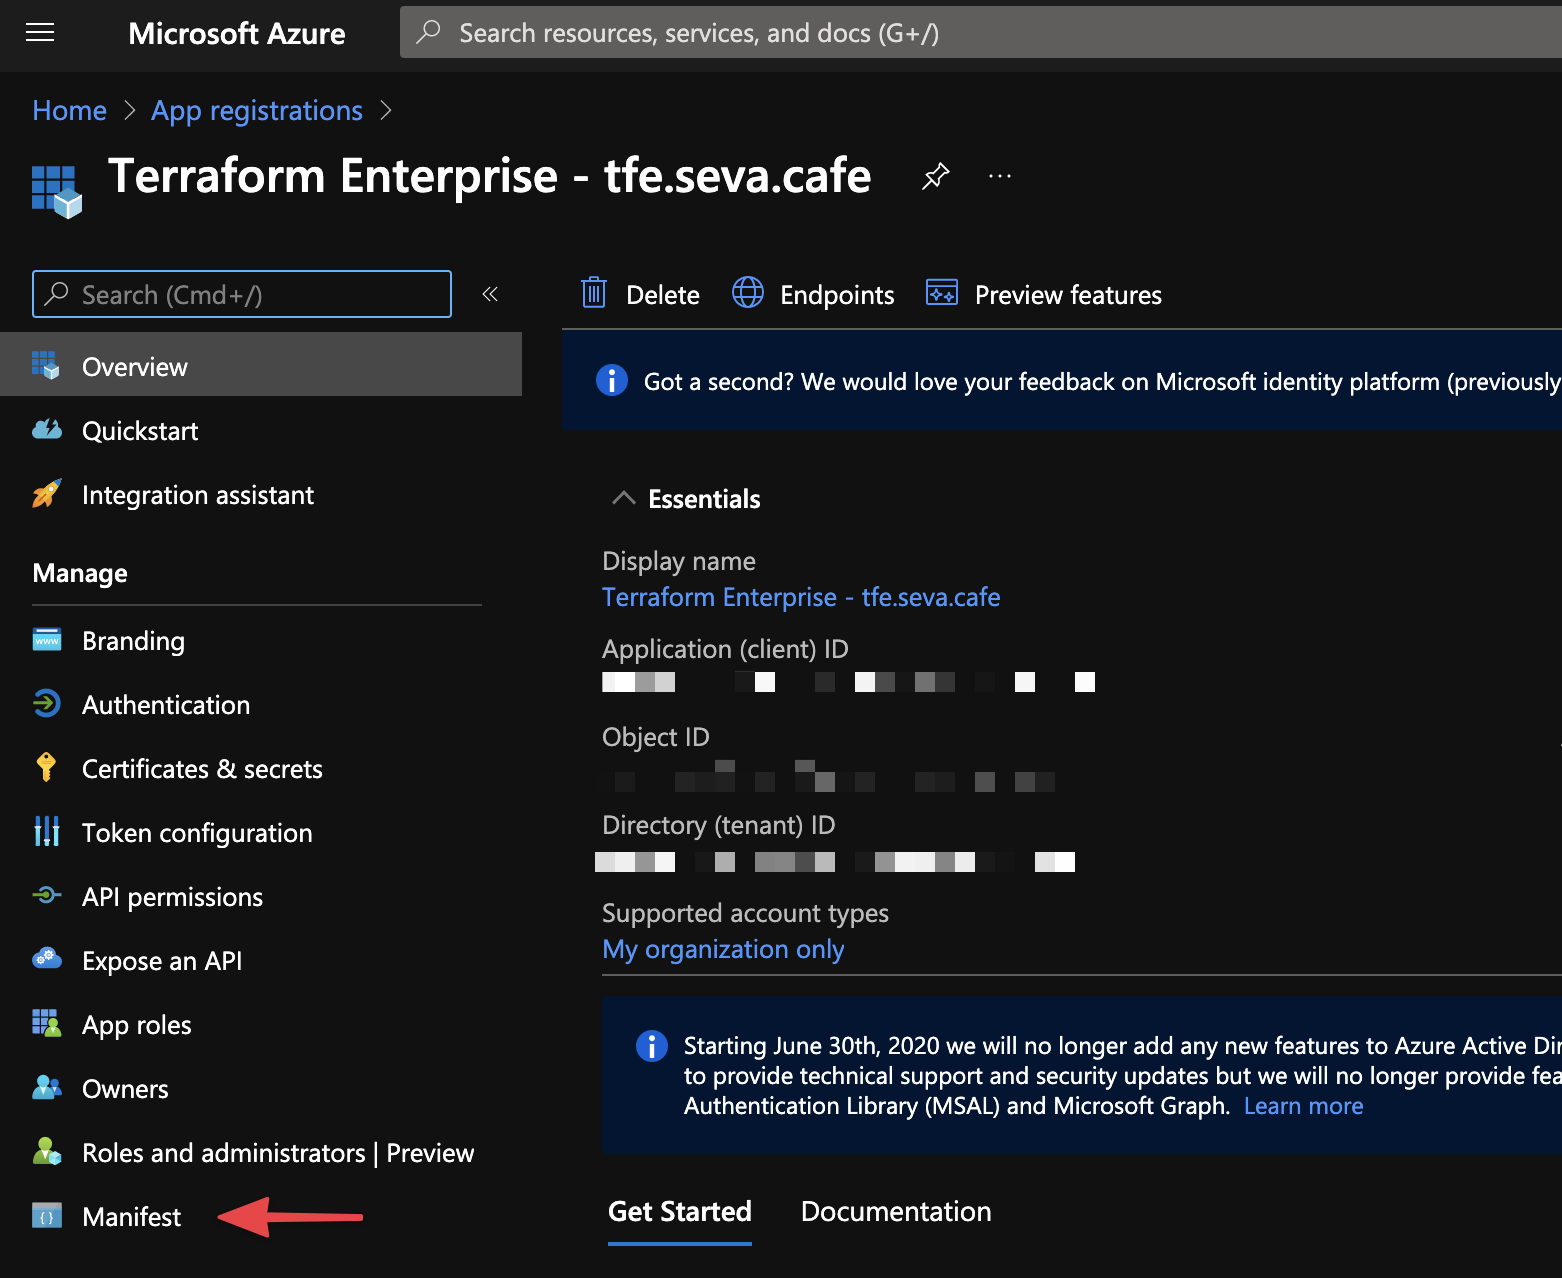 Microsoft Azure
Search resources, services, and docs (G+/)
Home > App registrations >
Terraform Enterprise - tfe.seva.cafe
Search (Cmd+/)
Delete
Endpoints
Preview features
Overview
Got a second? We would love your feedback on Microsoft identity platform (previously
Quickstart
Integration assistant
Manage
Branding
Authentication
Certificates & secrets
Token configuration
API permissions
Expose an API
App roles
Owners
Roles and administrators | Preview
Manifest
Essentials
Display name
Terraform Enterprise - tfe.seva.cafe
Application (client) ID
Object ID
Directory (tenant) ID
Supported account types
My organization only
Starting June 30th, 2020 we will no longer add any new features to Azure Active Dir
to provide technical support and security updates but we will no longer provide fea
Authentication Library (MSAL) and Microsoft Graph. Learn more
Get Started
Documentation